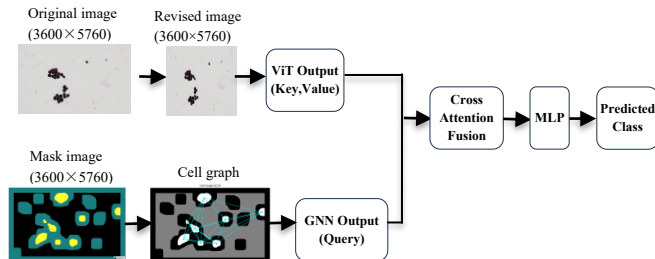 Original image
(3600×5760)
Revised image
(3600×5760)
ViT Output
(Key,Value)
Cross
Attention
Fusion
MLP
Predicted
Class
Mask image
(3600×5760)
Cell graph
GNN Output
(Query)